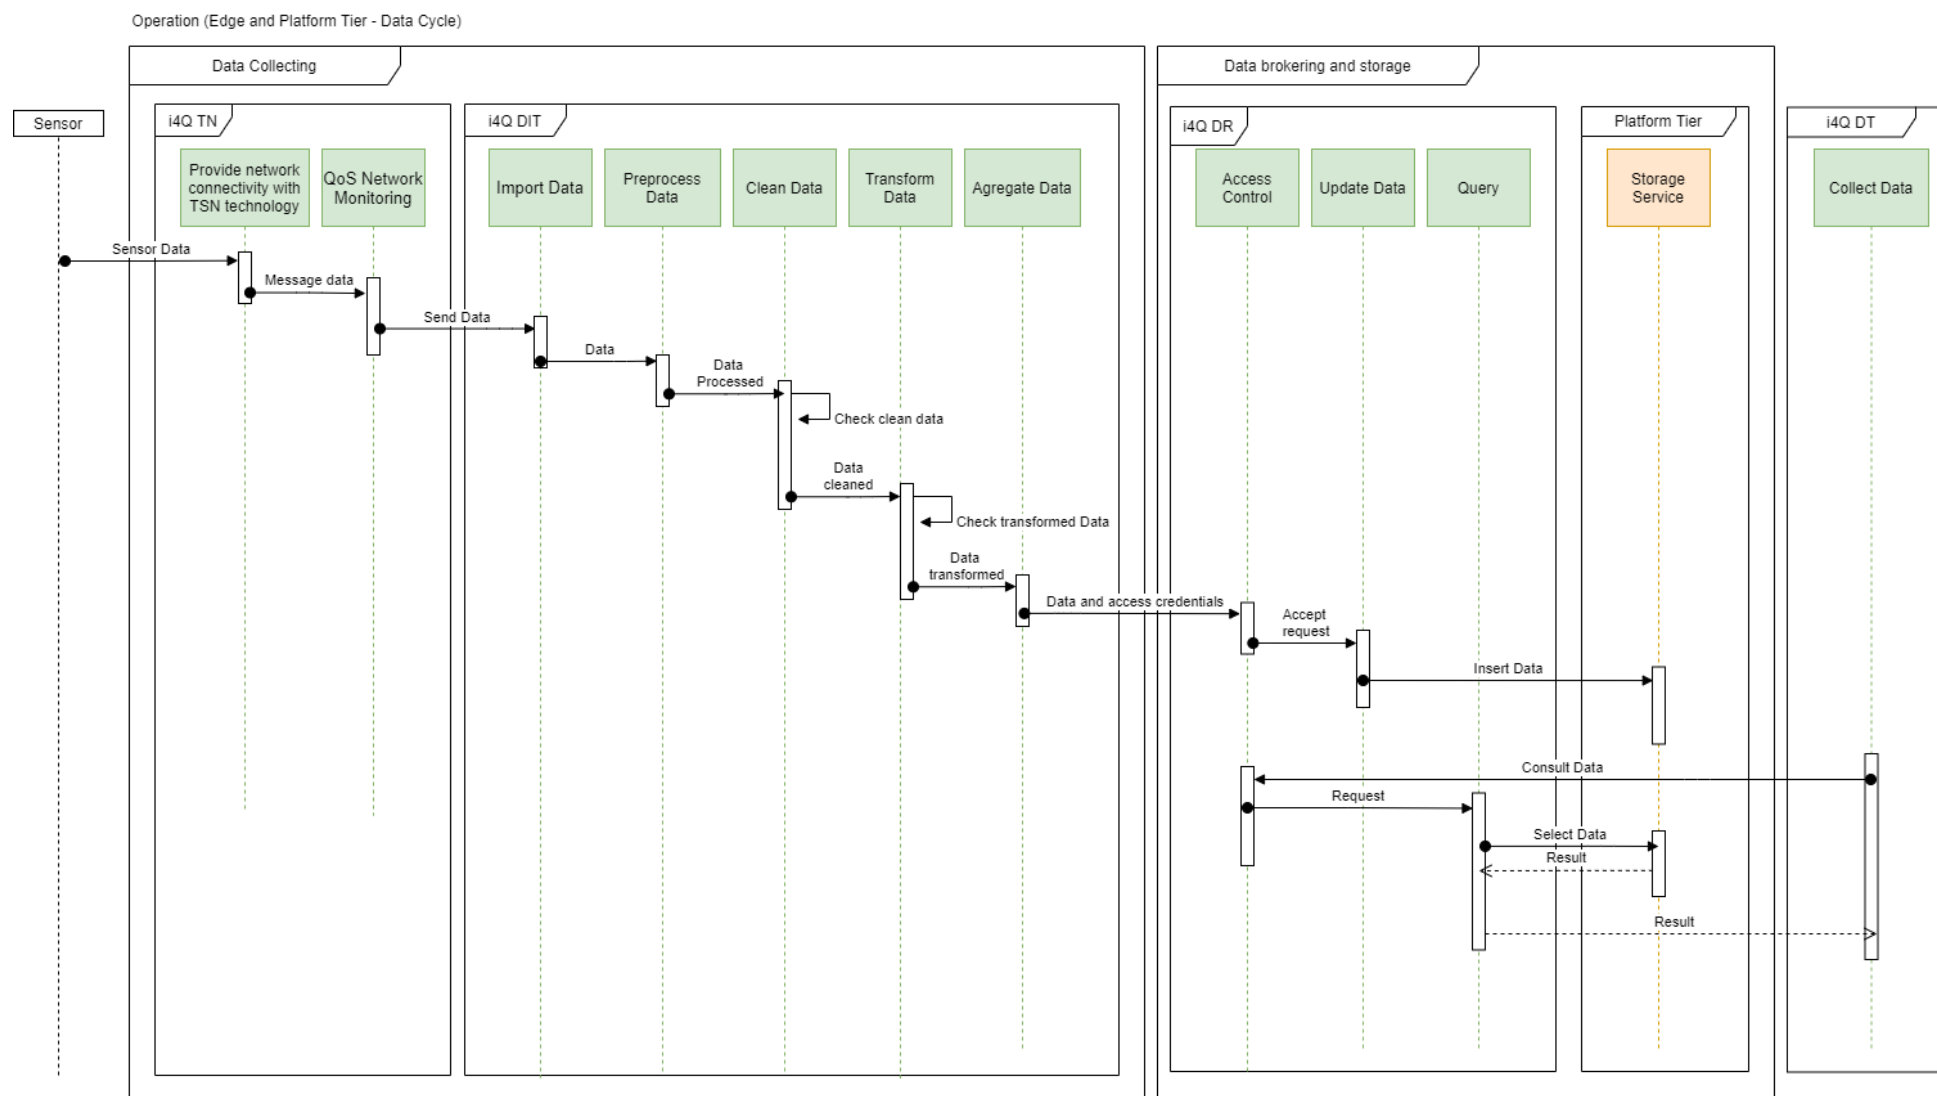 Operation (Edge and Platform Tier - Data Cycle)
Data Collecting
Data brokering and storage
Sensor
i4Q TN
i4Q DIT
i4Q DR
Platform Tier
i4Q DT
Provide network
connectivity with
TSN technology
QoS Network
Monitoring
Import Data
Preprocess
Data
Clean Data
Transform
Data
Agregate Data
Access
Control
Update Data
Query
Storage
Service
Collect Data
Sensor Data
Message data
Send Data
Data
Data
Processed
Check clean data
Data
cleaned
Check transformed Data
Data
transformed
Data and access credentials
Accept
request
Insert Data
Consult Data
Request
Select Data
Result
Result